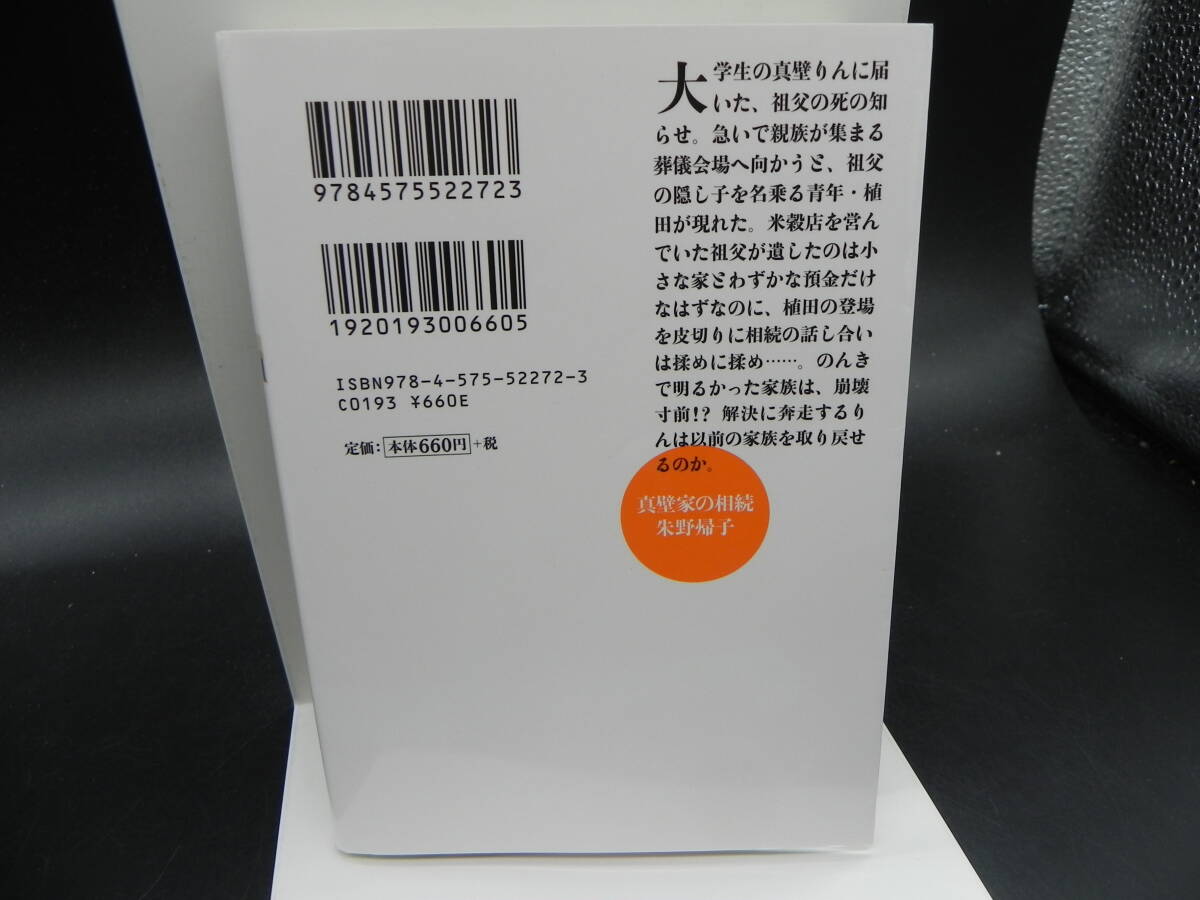 9784575522723
1920193006605
ISBN978-4-575-52272-3
C0193 ¥660E
定価：本体660円+税
大学生の真壁りんに届
いた、祖父の死の知
らせ。急いで親族が集まる
葬儀会場へ向かうと、祖父
の隠し子を名乗る青年・植
田が現れた。米穀店を営ん
でいた祖父が遺したのは小
さな家とわずかな預金だけ
なはずなのに、植田の登場
を皮切りに相続の話し合い
は揉めに揉め……。のんき
で明るかった家族は、崩壊
寸前!? 解決に奔走するり
んは以前の家族を取り戻せ
るのか。
真壁家の相続
朱野帰子